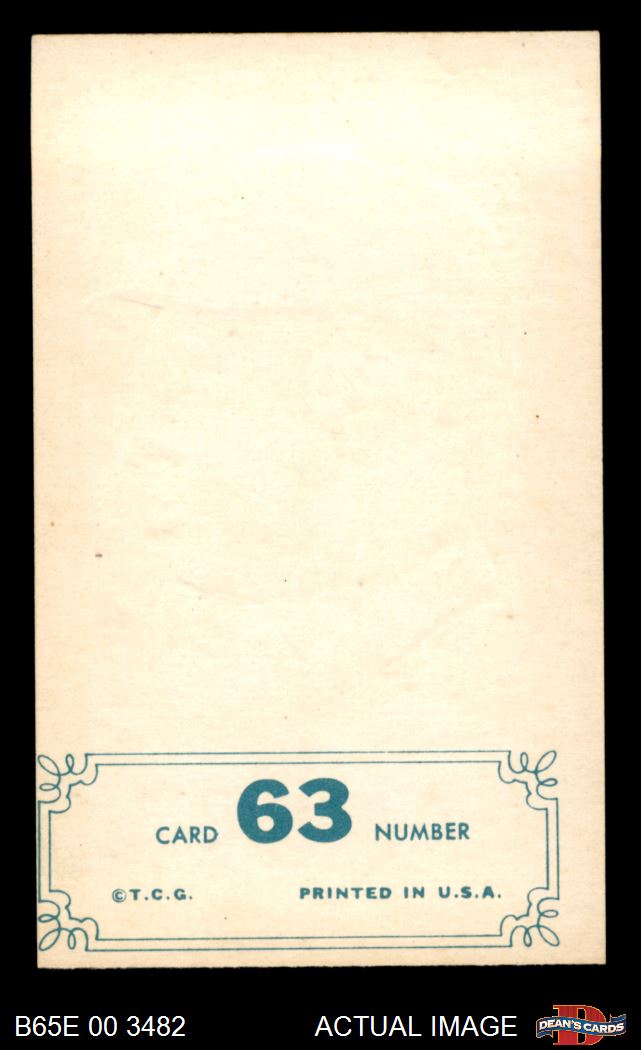 CARD 63 NUMBER
©T.C.G. PRINTED IN U.S.A.
B65E 00 3482 ACTUAL IMAGE DEAN'S CARDS